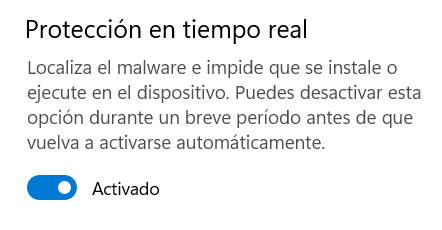 Protección en tiempo real
Localiza el malware e impide que se instale o
ejecute en el dispositivo. Puedes desactivar esta
opción durante un breve período antes de que
vuelva a activarse automáticamente.
Activado